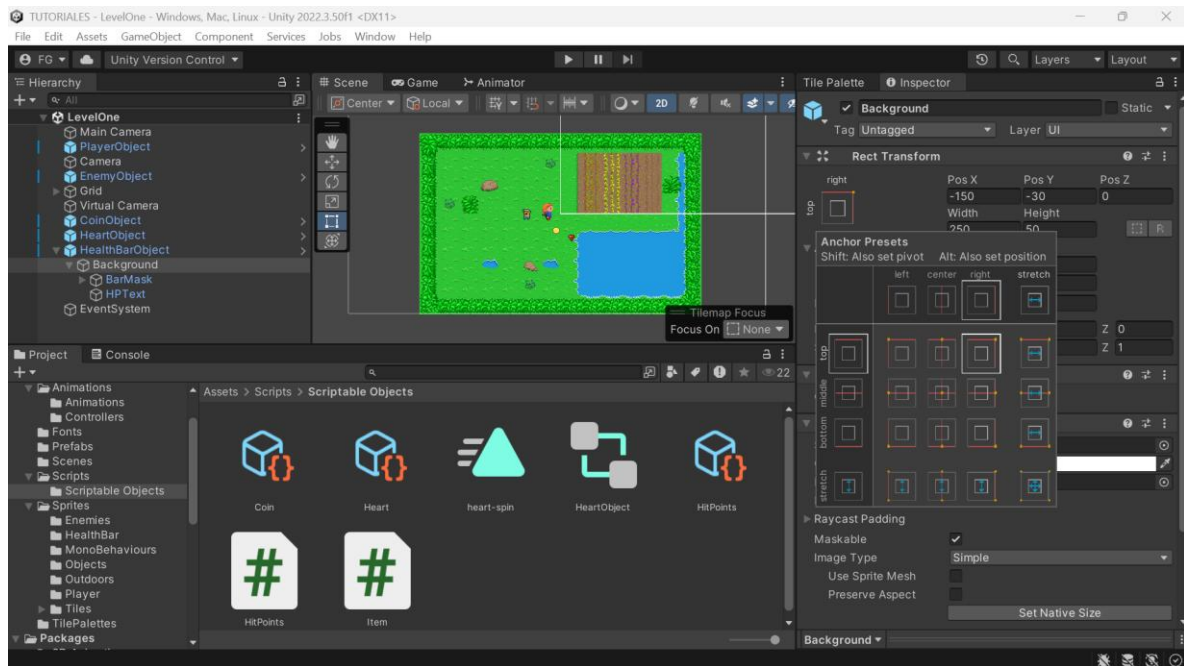 TUTORIALES - LevelOne - Windows, Mac, Linux - Unity 2022.3.50f1 <DX11>
File Edit Assets GameObject Component Services Jobs Window Help
FG Unity Version Control Layers Layout
Hierarchy
All
LevelOne
Main Camera
PlayerObject
Camera
EnemyObject
Grid
Virtual Camera
CoinObject
HeartObject
HealthBarObject
Background
BarMask
HPText
EventSystem
Scene Game Animator
Center Local 2D
Tilemap Focus
Focus On None
Tile Palette Inspector
Background Static
Tag Untagged Layer UI
Rect Transform
right Pos X Pos Y Pos Z
top -150 -30 0
Width Height
250 50
R
Anchor Presets
Shift: Also set pivot Alt: Also set position
left center right stretch
top
middle
bottom
stretch
Z 0
Z 1
Raycast Padding
Maskable
Image Type Simple
Use Sprite Mesh
Preserve Aspect
Set Native Size
Background
Project Console
22
Animations
Animations
Controllers
Fonts
Prefabs
Scenes
Scripts
Scriptable Objects
Sprites
Enemies
HealthBar
MonoBehaviours
Objects
Outdoors
Player
Tiles
TilePalettes
Packages
Assets > Scripts > Scriptable Objects
Coin Heart heart-spin HeartObject HitPoints
HitPoints Item